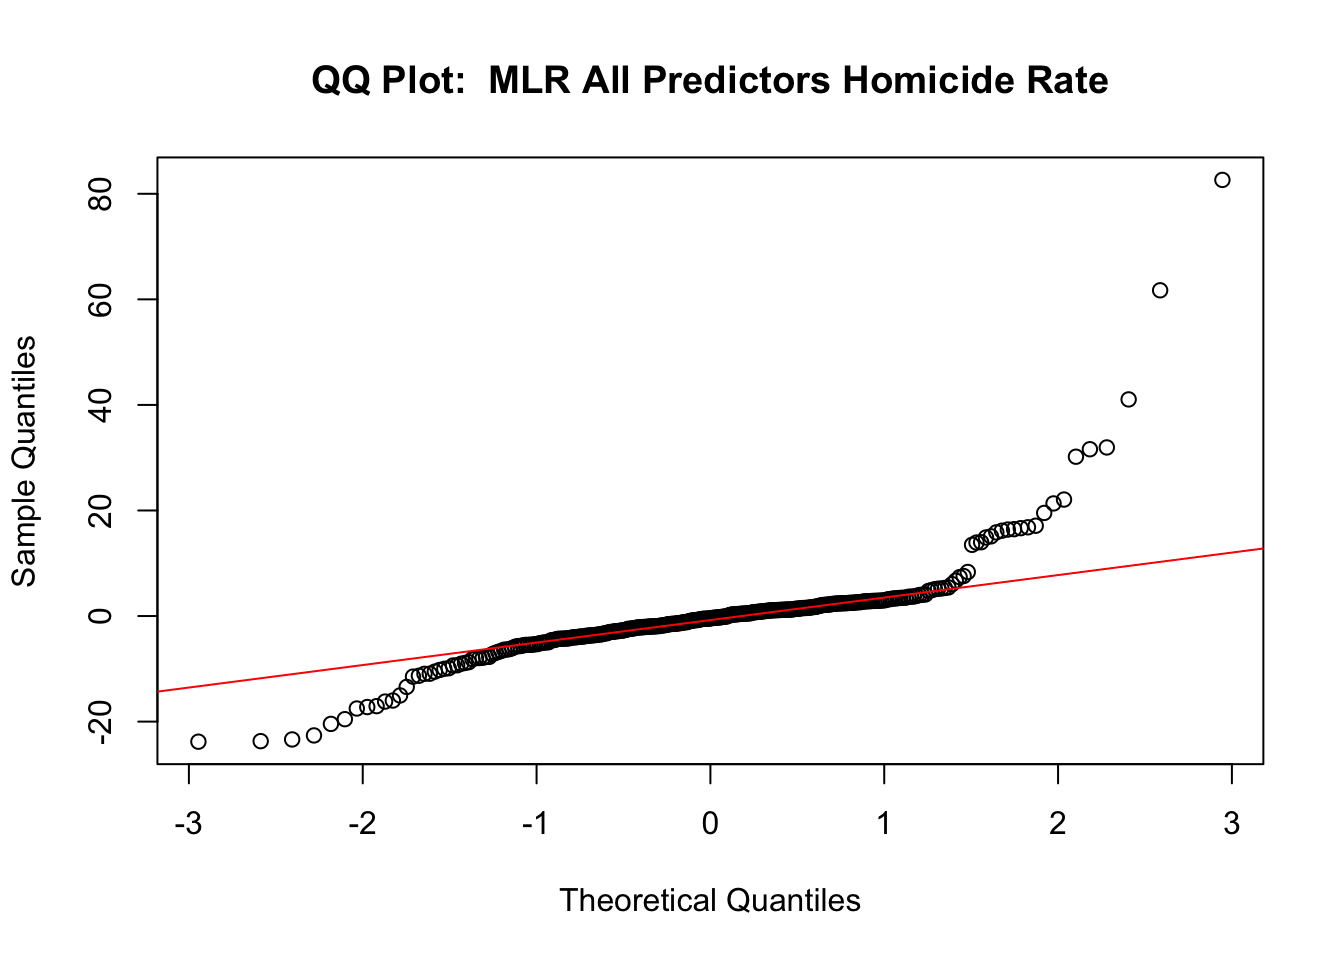 QQ Plot:  MLR All Predictors Homicide Rate
80
60
40
20
0
-20
Sample Quantiles
-3 -2 -1 0 1 2 3
Theoretical Quantiles